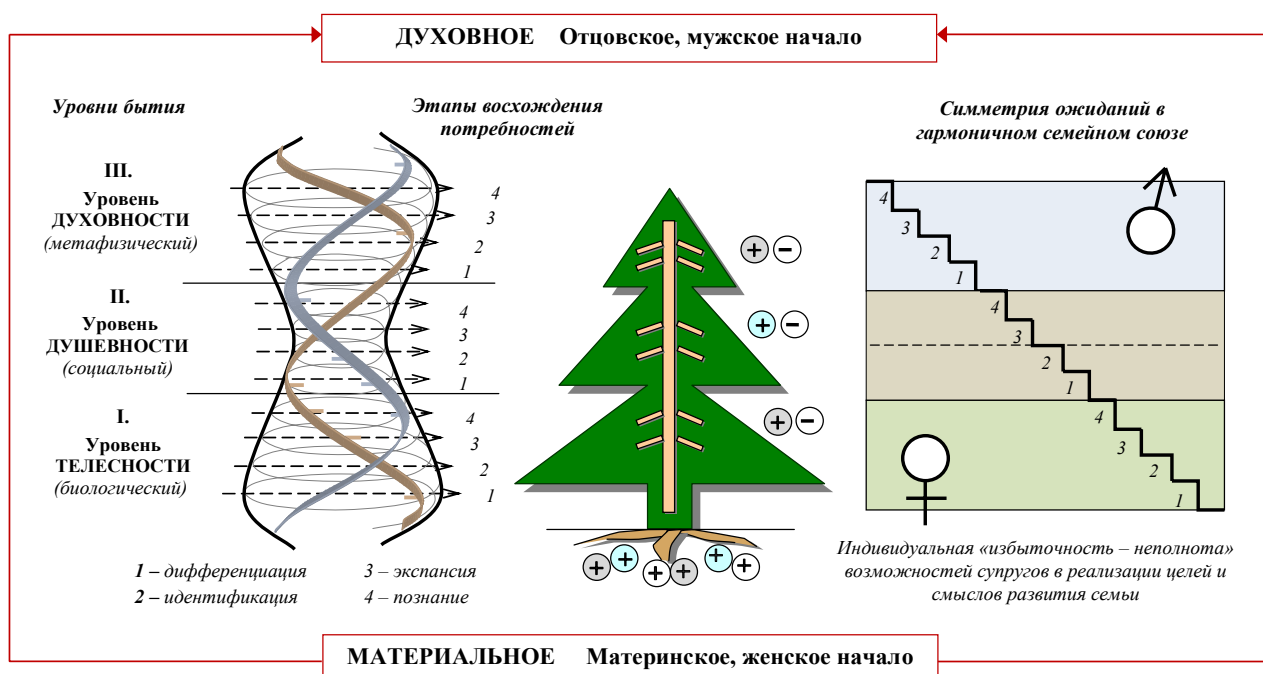 ДУХОВНОЕ Отцовское, мужское начало
Уровни бытия
Этапы восхождения
потребностей
Симметрия ожиданий в
гармоничном семейном союзе
III.
Уровень
ДУХОВНОСТИ
(метафизический)
4
3
2
1
II.
Уровень
ДУШЕВНОСТИ
(социальный)
4
3
2
1
I.
Уровень
ТЕЛЕСНОСТИ
(биологический)
4
3
2
1
1 – дифференциация
2 – идентификация
3 – экспансия
4 – познание
+ −
+ −
+ −
+ + + + + +
4
3
2
1
4
3
2
1
4
3
2
1
Индивидуальная «избыточность – неполнота»
возможностей супругов в реализации целей и
смыслов развития семьи
МАТЕРИАЛЬНОЕ Материнское, женское начало